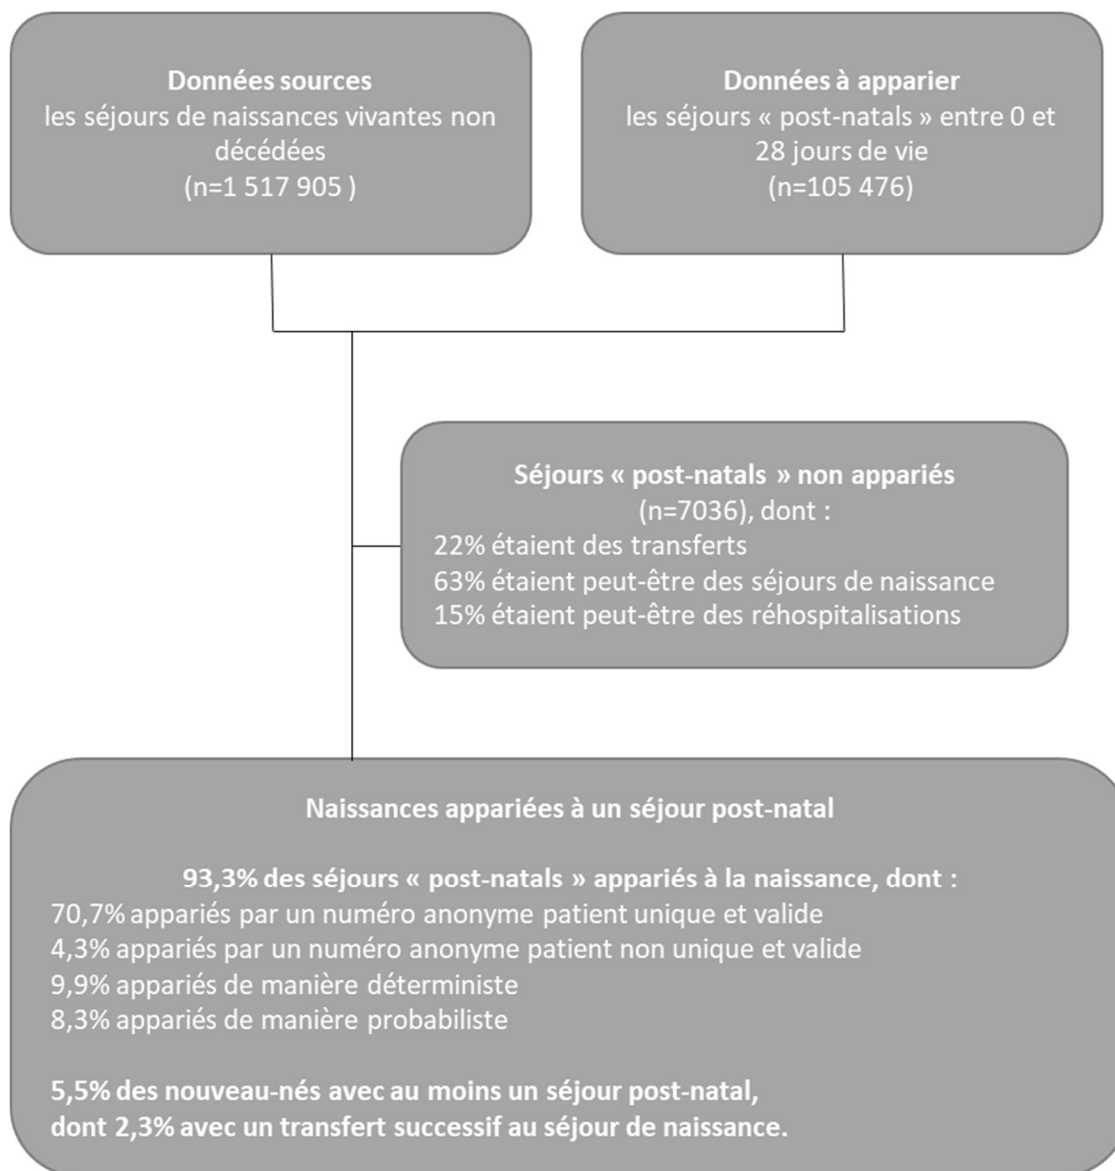 Données sources
les séjours de naissances vivantes non
décédées
(n=1 517 905 )
Données à apparier
les séjours « post-natals » entre 0 et
28 jours de vie
(n=105 476)
Séjours « post-natals » non appariés
(n=7036), dont :
22% étaient des transferts
63% étaient peut-être des séjours de naissance
15% étaient peut-être des réhospitalisations
Naissances appariées à un séjour post-natal
93,3% des séjours « post-natals » appariés à la naissance, dont :
70,7% appariés par un numéro anonyme patient unique et valide
4,3% appariés par un numéro anonyme patient non unique et valide
9,9% appariés de manière déterministe
8,3% appariés de manière probabiliste
5,5% des nouveau-nés avec au moins un séjour post-natal,
dont 2,3% avec un transfert successif au séjour de naissance.